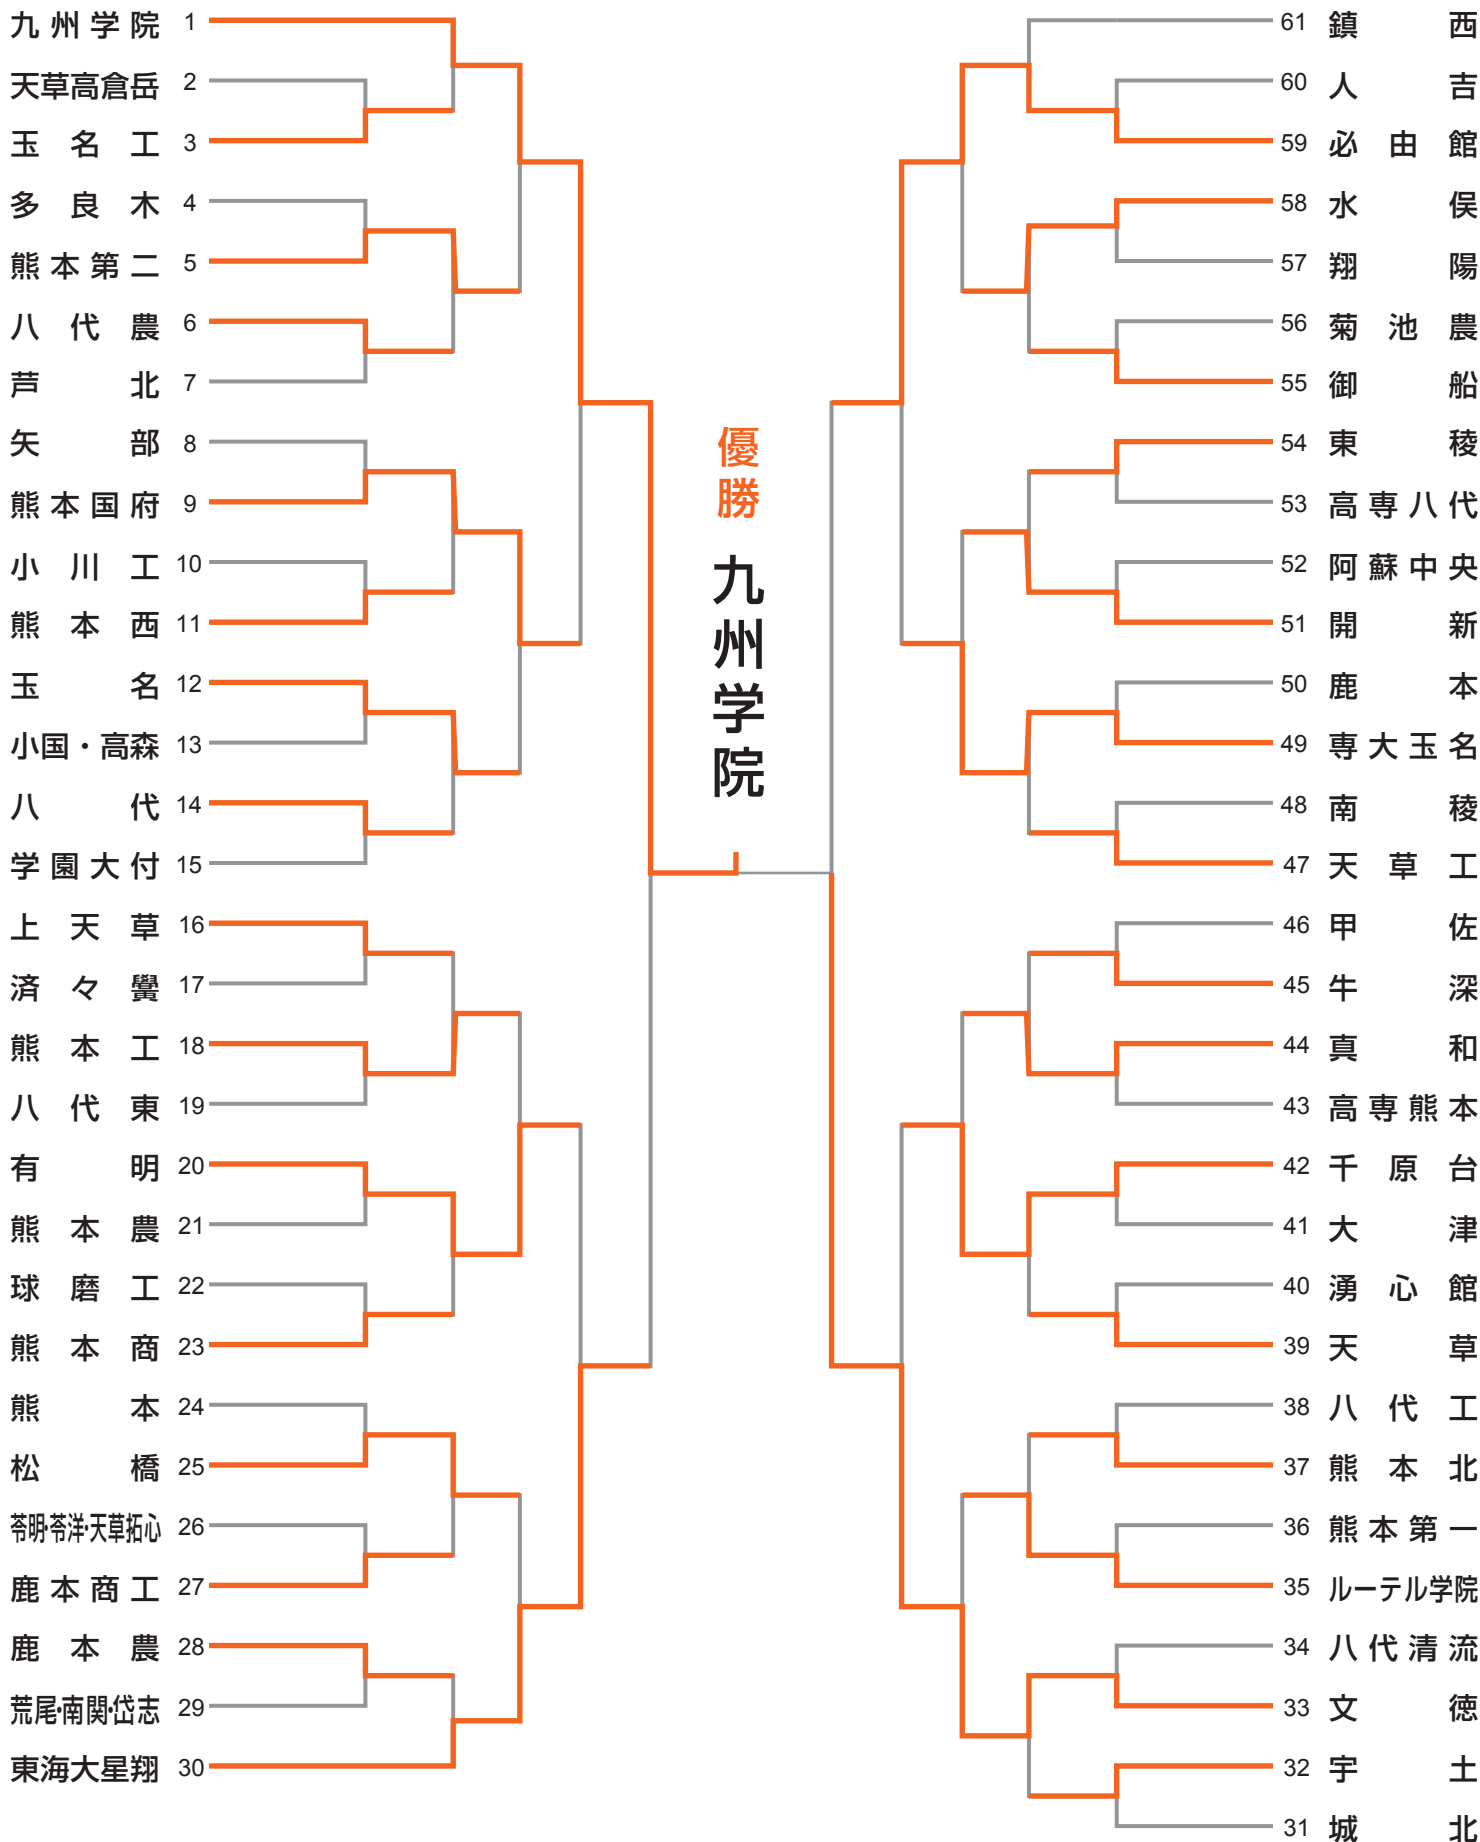 九州学院 1
天草高倉岳 2
玉名工 3
多良木 4
熊本第二 5
八代農 6
芦北 7
矢部 8
熊本国府 9
小川工 10
熊本西 11
玉名 12
小国・高森 13
八代 14
学園大付 15
上天草 16
済々黌 17
熊本工 18
八代東 19
有明 20
熊本農 21
球磨工 22
熊本商 23
熊本 24
松橋 25
苓明・苓洋・天草拓心 26
鹿本商工 27
鹿本農 28
荒尾・南関・岱志 29
東海大星翔 30
優勝
九州学院
61 鎮西
60 人吉
59 必由館
58 水俣
57 翔陽
56 菊池農
55 御船
54 東稜
53 高専八代
52 阿蘇中央
51 開新
50 鹿本
49 専大玉名
48 南稜
47 天草工
46 甲佐
45 牛深
44 真和
43 高専熊本
42 千原台
41 大津
40 湧心館
39 天草
38 八代工
37 熊本北
36 熊本第一
35 ルーテル学院
34 八代清流
33 文徳
32 宇土
31 城北